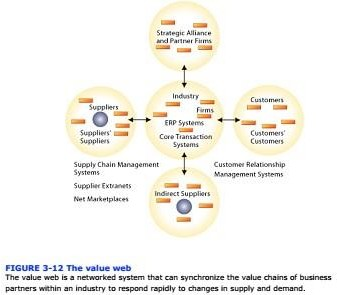 Strategic Alliance
and Partner Firms
Industry
Firms
ERP Systems
Core Transaction
Systems
Suppliers
Suppliers'
Suppliers
Customers
Customers'
Customers
Supply Chain Management
Systems
Supplier Extranets
Net Marketplaces
Customer Relationship
Management Systems
Indirect Suppliers
FIGURE 3-12 The value web
The value web is a networked system that can synchronize the value chains of business
partners within an industry to respond rapidly to changes in supply and demand.